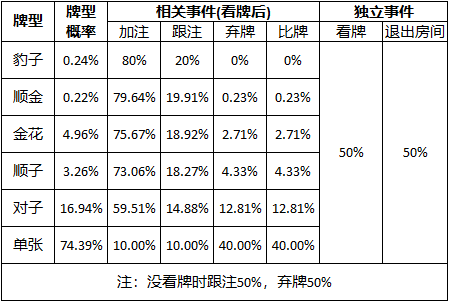 牌型 牌型概率 相关事件(看牌后) 独立事件
加注 跟注 弃牌 比牌 看牌 退出房间
豹子 0.24% 80% 20% 0% 0% 50% 50%
顺金 0.22% 79.64% 19.91% 0.23% 0.23%
金花 4.96% 75.67% 18.92% 2.71% 2.71%
顺子 3.26% 73.06% 18.27% 4.33% 4.33%
对子 16.94% 59.51% 14.88% 12.81% 12.81%
单张 74.39% 10.00% 10.00% 40.00% 40.00%
注：没看牌时跟注50%，弃牌50%